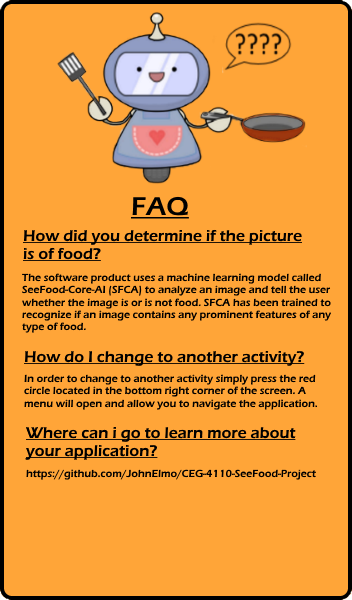 ????
FAQ
How did you determine if the picture
is of food?
The software product uses a machine learning model called
SeeFood-Core-AI (SFCA) to analyze an image and tell the user
whether the image is or is not food. SFCA has been trained to
recognize if an image contains any prominent features of any
type of food.
How do I change to another activity?
In order to change to another activity simply press the red
circle located in the bottom right corner of the screen. A
menu will open and allow you to navigate the application.
Where can i go to learn more about
your application?
https://github.com/JohnElmo/CEG-4110-SeeFood-Project